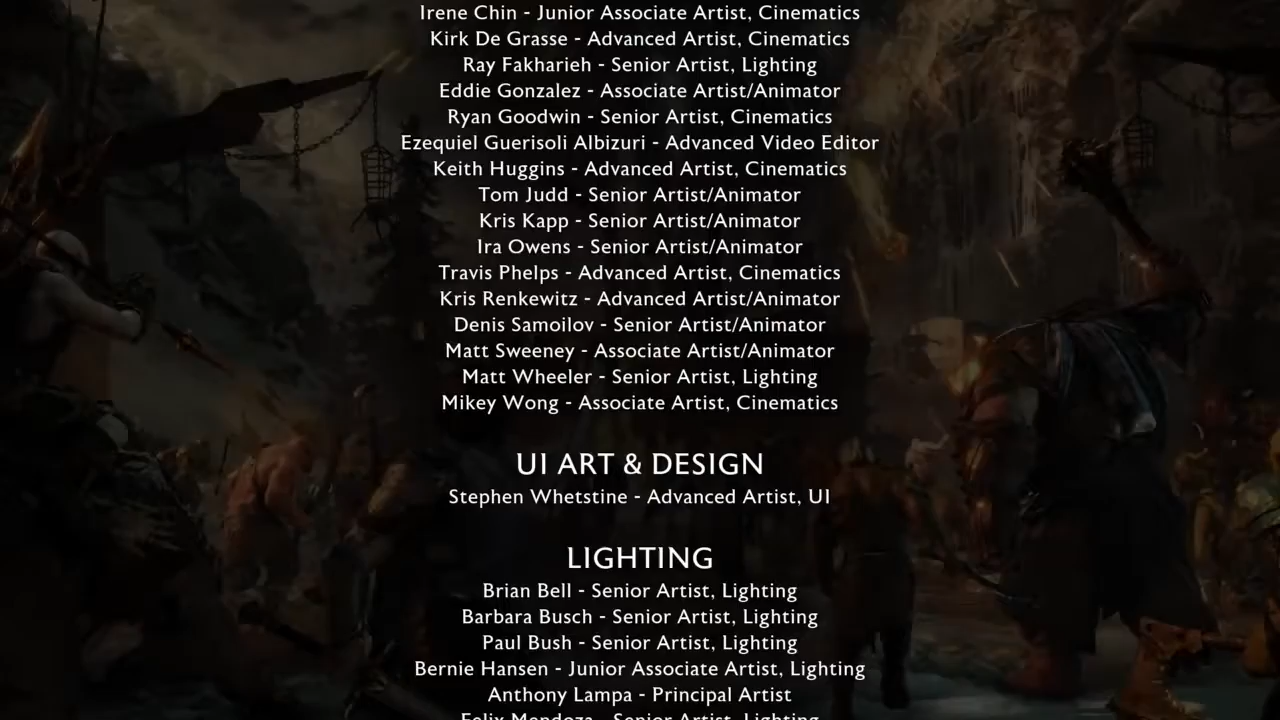 Irene Chin - Junior Associate Artist, Cinematics
Kirk De Grasse - Advanced Artist, Cinematics
Ray Fakharieh - Senior Artist, Lighting
Eddie Gonzalez - Associate Artist/Animator
Ryan Goodwin - Senior Artist, Cinematics
Ezequiel Guerisoli Albizuri - Advanced Video Editor
Keith Huggins - Advanced Artist, Cinematics
Tom Judd - Senior Artist/Animator
Kris Kapp - Senior Artist/Animator
Ira Owens - Senior Artist/Animator
Travis Phelps - Advanced Artist, Cinematics
Kris Renkewitz - Advanced Artist/Animator
Denis Samoilov - Senior Artist/Animator
Matt Sweeney - Associate Artist/Animator
Matt Wheeler - Senior Artist, Lighting
Mikey Wong - Associate Artist, Cinematics
UI ART & DESIGN
Stephen Whetstine - Advanced Artist, UI
LIGHTING
Brian Bell - Senior Artist, Lighting
Barbara Busch - Senior Artist, Lighting
Paul Bush - Senior Artist, Lighting
Bernie Hansen - Junior Associate Artist, Lighting
Anthony Lampa - Principal Artist
Felix Mendoza - Senior Artist, Lighting